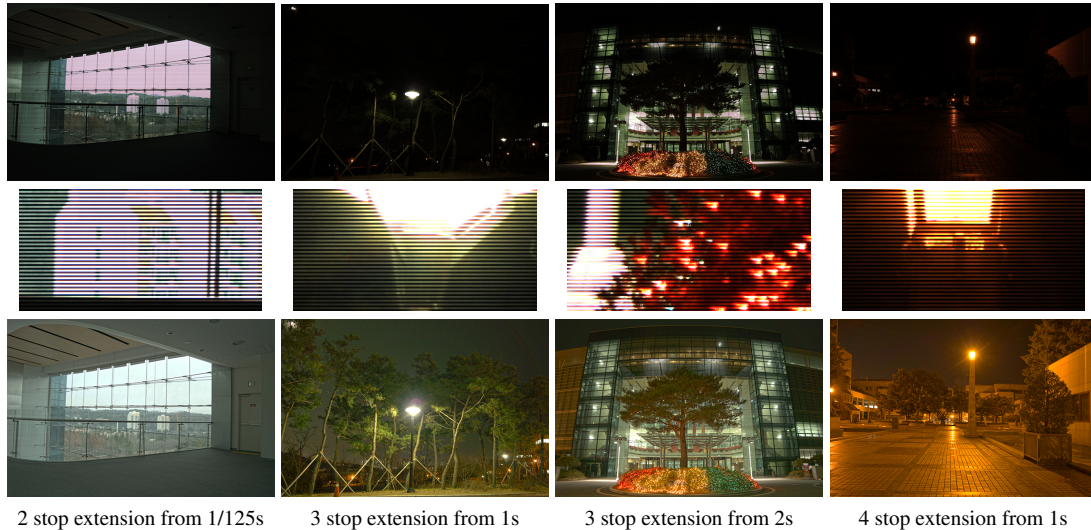 2 stop extension from 1/125s
3 stop extension from 1s
3 stop extension from 2s
4 stop extension from 1s